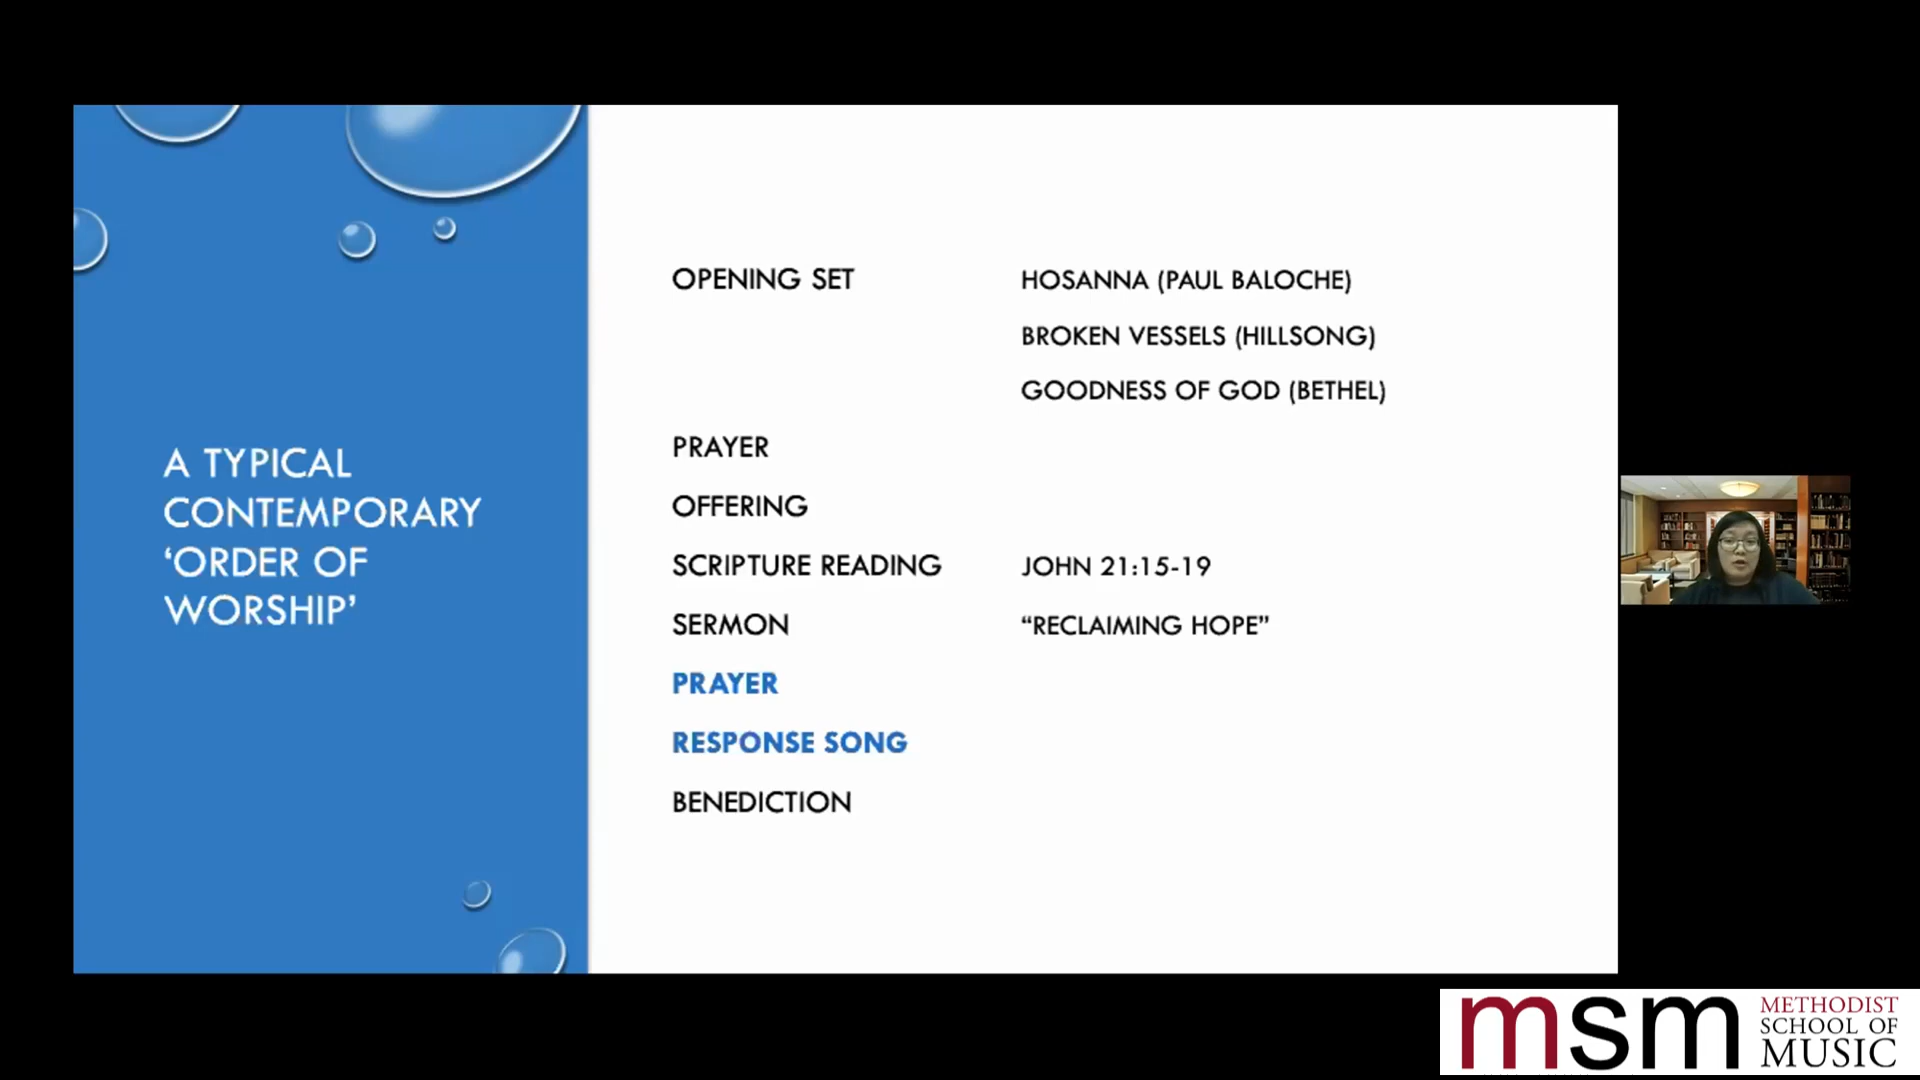 A TYPICAL
CONTEMPORARY
‘ORDER OF
WORSHIP’
OPENING SET HOSANNA (PAUL BALOCHE)
BROKEN VESSELS (HILLSONG)
GOODNESS OF GOD (BETHEL)
PRAYER
OFFERING
SCRIPTURE READING JOHN 21:15-19
SERMON “RECLAIMING HOPE”
PRAYER
RESPONSE SONG
BENEDICTION
msm METHODIST
SCHOOL OF
MUSIC